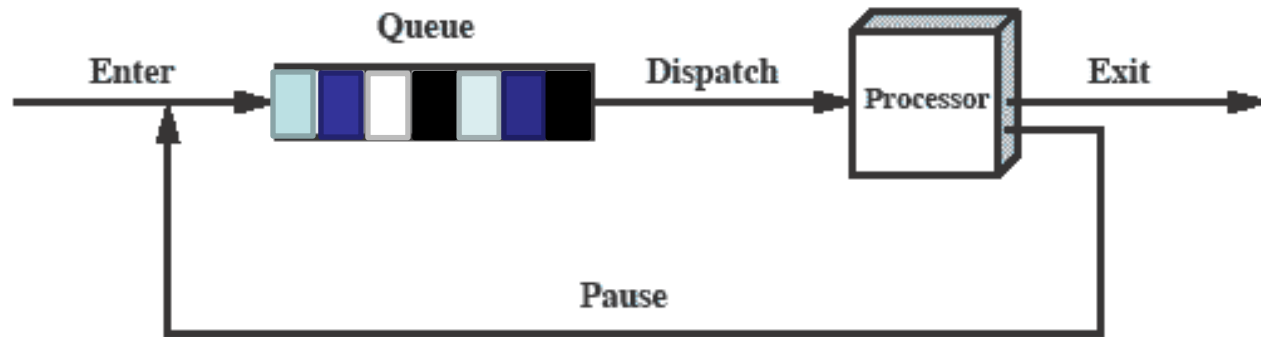 Queue
Enter
Dispatch
Processor
Exit
Pause